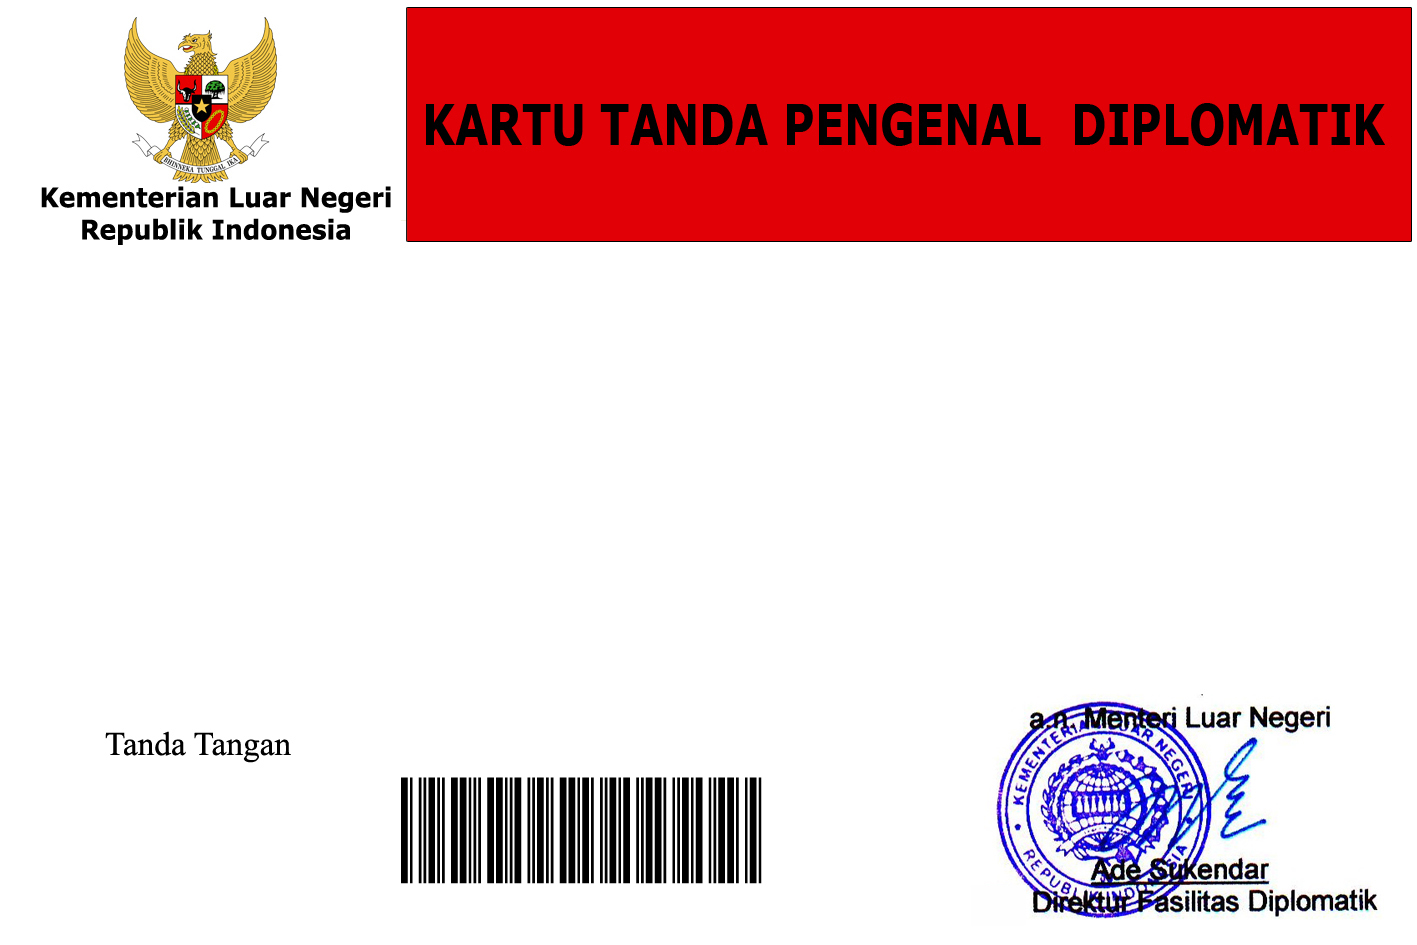 BHINNEKA TUNGGAL IKA
Kementerian Luar Negeri
Republik Indonesia
KARTU TANDA PENGENAL DIPLOMATIK
Tanda Tangan
a.n. Menteri Luar Negeri
KEMENTERIAN LUAR NEGERI
REPUBLIK INDONESIA
Ade Sukendar
Direktur Fasilitas Diplomatik